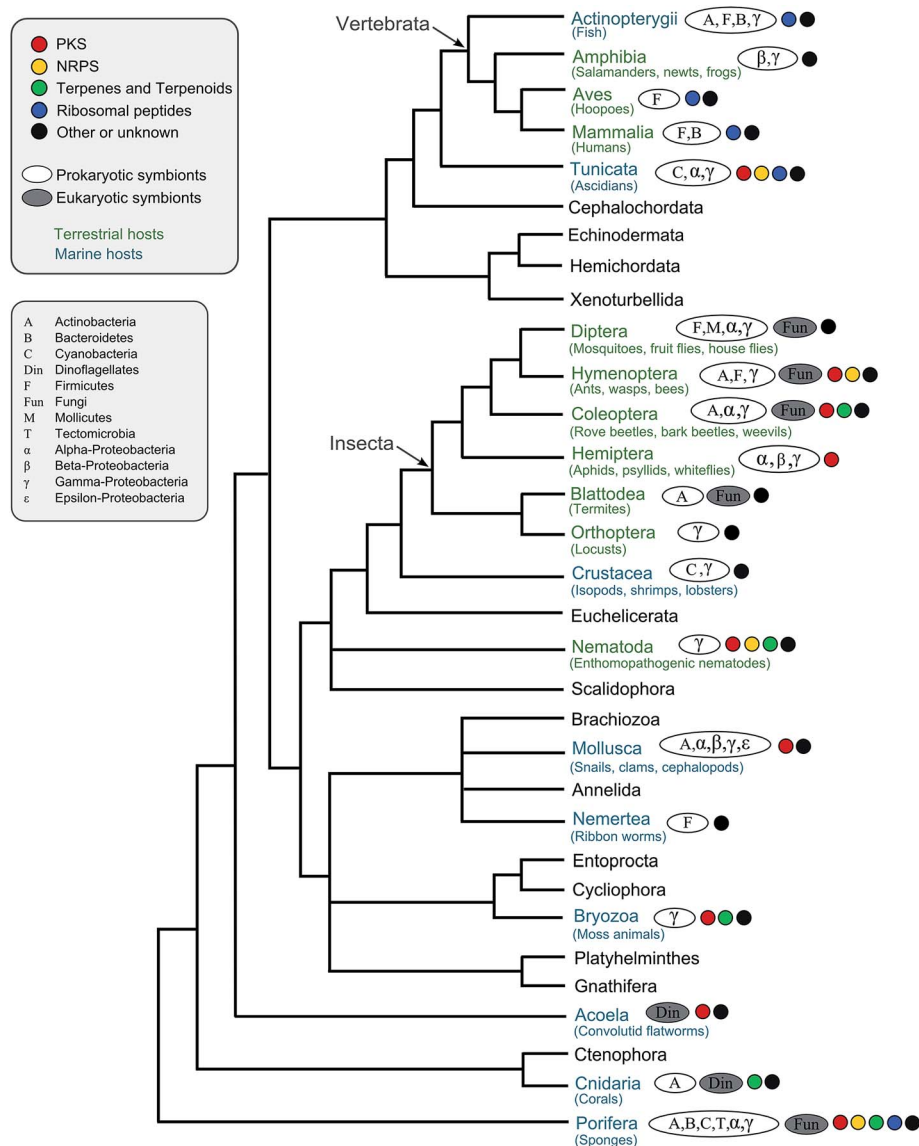 PKS
NRPS
Terpenes and Terpenoids
Ribosomal peptides
Other or unknown
Prokaryotic symbionts
Eukaryotic symbionts
Terrestrial hosts
Marine hosts
A Actinobacteria
B Bacteroidetes
C Cyanobacteria
Din Dinoflagellates
F Firmicutes
Fun Fungi
M Mollicutes
T Tectomicrobia
α Alpha-Proteobacteria
β Beta-Proteobacteria
γ Gamma-Proteobacteria
ε Epsilon-Proteobacteria
Vertebrata
Insecta
Actinopterygii A, F,B, γ
(Fish)
Amphibia β,γ
(Salamanders, newts, frogs)
Aves F
(Hoopoes)
Mammalia F,B
(Humans)
Tunicata C, α,γ
(Ascidians)
Cephalochordata
Echinodermata
Hemichordata
Xenoturbellida
Diptera F,M,α,γ Fun
(Mosquitoes, fruit flies, house flies)
Hymenoptera A,F, γ Fun
(Ants, wasps, bees)
Coleoptera A,α,γ Fun
(Rove beetles, bark beetles, weevils)
Hemiptera α,β,γ
(Aphids, psyllids, whiteflies)
Blattodea A Fun
(Termites)
Orthoptera γ
(Locusts)
Crustacea C,γ
(Isopods, shrimps, lobsters)
Euchelicerata
Nematoda γ
(Enthomopathogenic nematodes)
Scalidophora
Brachiozoa
Mollusca A,α,β,γ,ε
(Snails, clams, cephalopods)
Annelida
Nemertea F
(Ribbon worms)
Entoprocta
Cycliophora
Bryozoa γ
(Moss animals)
Platyhelminthes
Gnathifera
Acoela Din
(Convolutid flatworms)
Ctenophora
Cnidaria A Din
(Corals)
Porifera A,B,C,T,α,γ Fun
(Sponges)